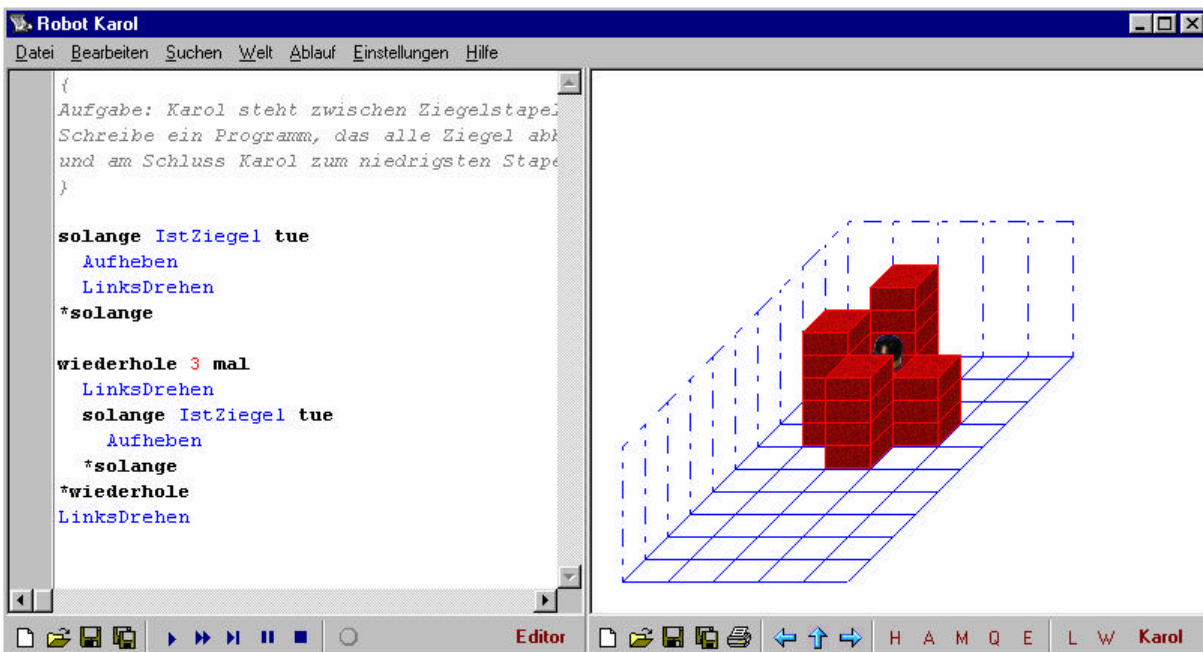 Robot Karol
Datei Bearbeiten Suchen Welt Ablauf Einstellungen Hilfe
{
Aufgabe: Karol steht zwischen Ziegelstapel
Schreibe ein Programm, das alle Ziegel abb
und am Schluss Karol zum niedrigsten Stape
}
solange IstZiegel tue
Aufheben
LinksDrehen
*solange
wiederhole 3 mal
LinksDrehen
solange IstZiegel tue
Aufheben
*solange
*wiederhole
LinksDrehen
Editor
H A M Q E L W Karol